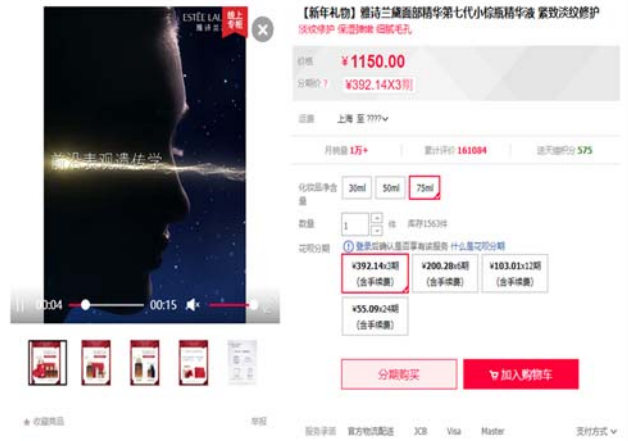 ESTĒE LAU
雅诗兰
线上
专柜
前沿表观遗传学
00:04
00:15
收藏商品
举报
【新年礼物】雅诗兰黛面部精华第七代小棕瓶精华液 紧致淡纹修护
淡纹修护 保湿嫩嫩 细腻毛孔
价格
¥1150.00
分期价 ?
¥392.14X3期
运费
上海 至 ????
月销量 1万+
累计评价 161084
送天猫积分 575
化妆品净含量
30ml
50ml
75ml
数量
1
件
库存1563件
花呗分期
登录后确认是否享有该服务 什么是花呗分期
¥392.14x3期
(含手续费)
¥200.28x6期
(含手续费)
¥103.01x12期
(含手续费)
¥55.09x24期
(含手续费)
分期购买
加入购物车
服务承诺
官方物流配送
JCB
Visa
Master
支付方式